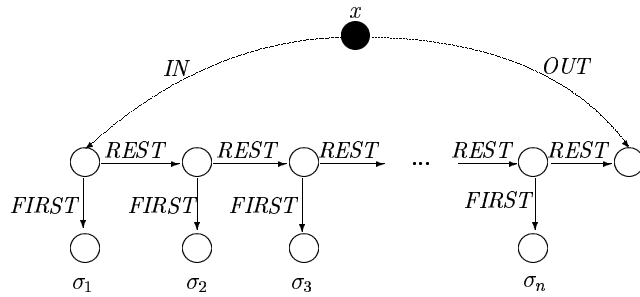 x
IN OUT
REST REST REST ... REST REST
FIRST FIRST FIRST FIRST
σ₁ σ₂ σ₃ σₙ